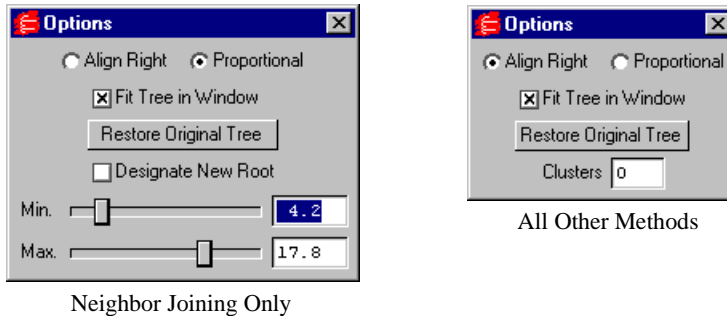 Options
Align Right Proportional
Fit Tree in Window
Restore Original Tree
Designate New Root
Min. 4.2
Max. 17.8
Neighbor Joining Only
Options
Align Right Proportional
Fit Tree in Window
Restore Original Tree
Clusters 0
All Other Methods